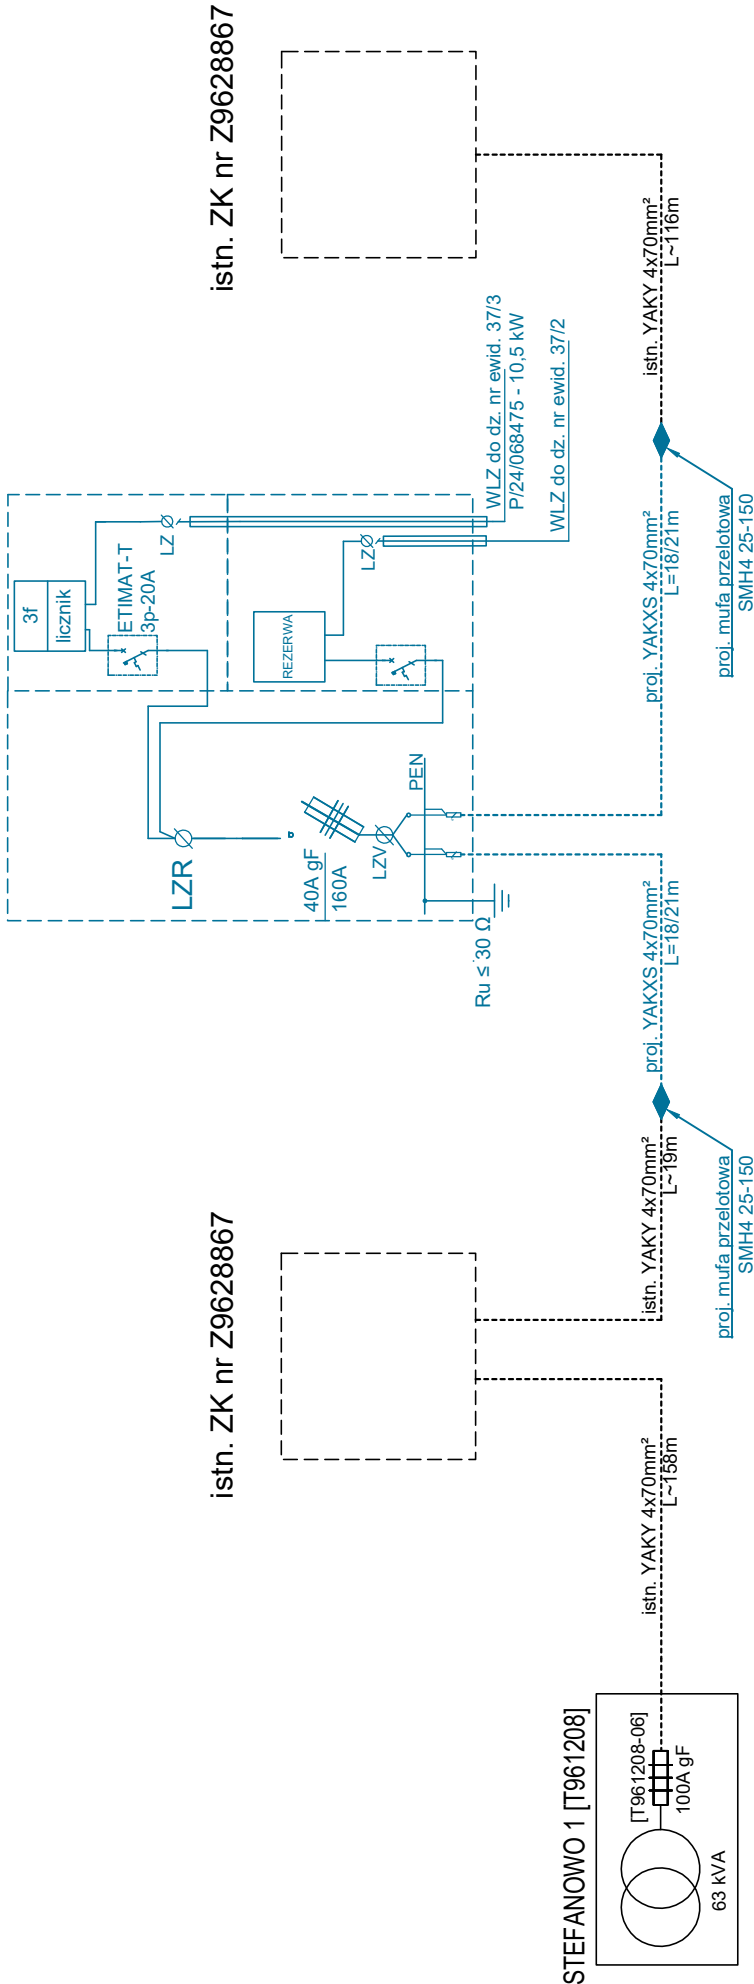 STEFANOWO 1 [T961208]
[T961208-06]
100A gF
63 kVA
istn. YAKY 4x70mm²
L~158m
istn. ZK nr Z9628867
istn. YAKY 4x70mm²
L~19m
proj. mufa przelotowa
SMH4 25-150
proj. YAKXS 4x70mm²
L=18/21m
Ru ≤ 30 Ω
LZR
40A gF
160A
LZV
PEN
3f
licznik
ETIMAT-T
3p-20A
LZ
REZERWA
LZ
WLZ do dz. nr ewid. 37/3
P/24/068475 - 10,5 kW
WLZ do dz. nr ewid. 37/2
proj. YAKXS 4x70mm²
L=18/21m
proj. mufa przelotowa
SMH4 25-150
istn. YAKY 4x70mm²
L~116m
istn. ZK nr Z9628867